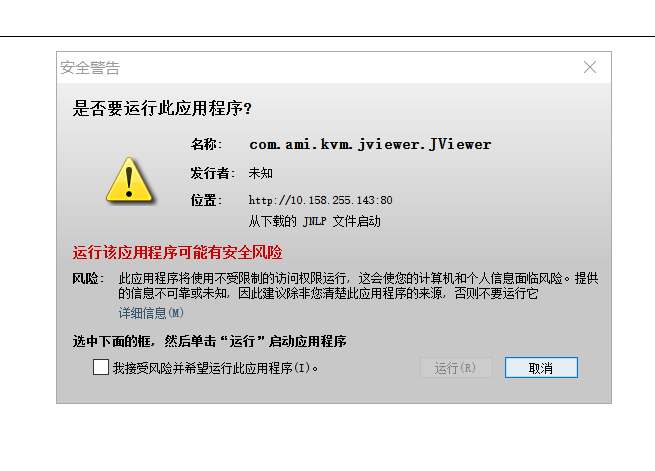 安全警告
是否要运行此应用程序?
名称: com.ami.kvm.jviewer.JViewer
发行者: 未知
位置: http://10.158.255.143:80
从下载的 JNLP 文件启动
运行该应用程序可能有安全风险
风险: 此应用程序将使用不受限制的访问权限运行, 这会使您的计算机和个人信息面临风险。提供
的信息不可靠或未知, 因此建议除非您清楚此应用程序的来源, 否则不要运行它
详细信息(M)
选中下面的框, 然后单击“运行”启动应用程序
我接受风险并希望运行此应用程序(I)。
运行(R) 取消